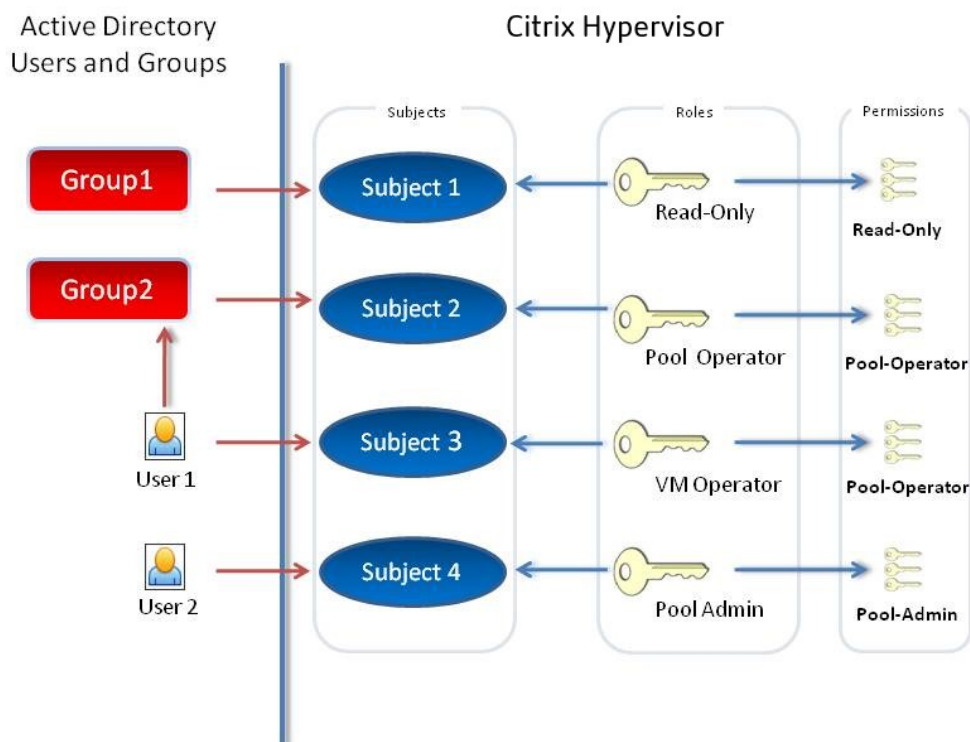 Active Directory
Users and Groups
Citrix Hypervisor
Subjects
Roles
Permissions
Group1
Subject 1
Read-Only
Read-Only
Group2
Subject 2
Pool Operator
Pool-Operator
User 1
Subject 3
VM Operator
Pool-Operator
User 2
Subject 4
Pool Admin
Pool-Admin